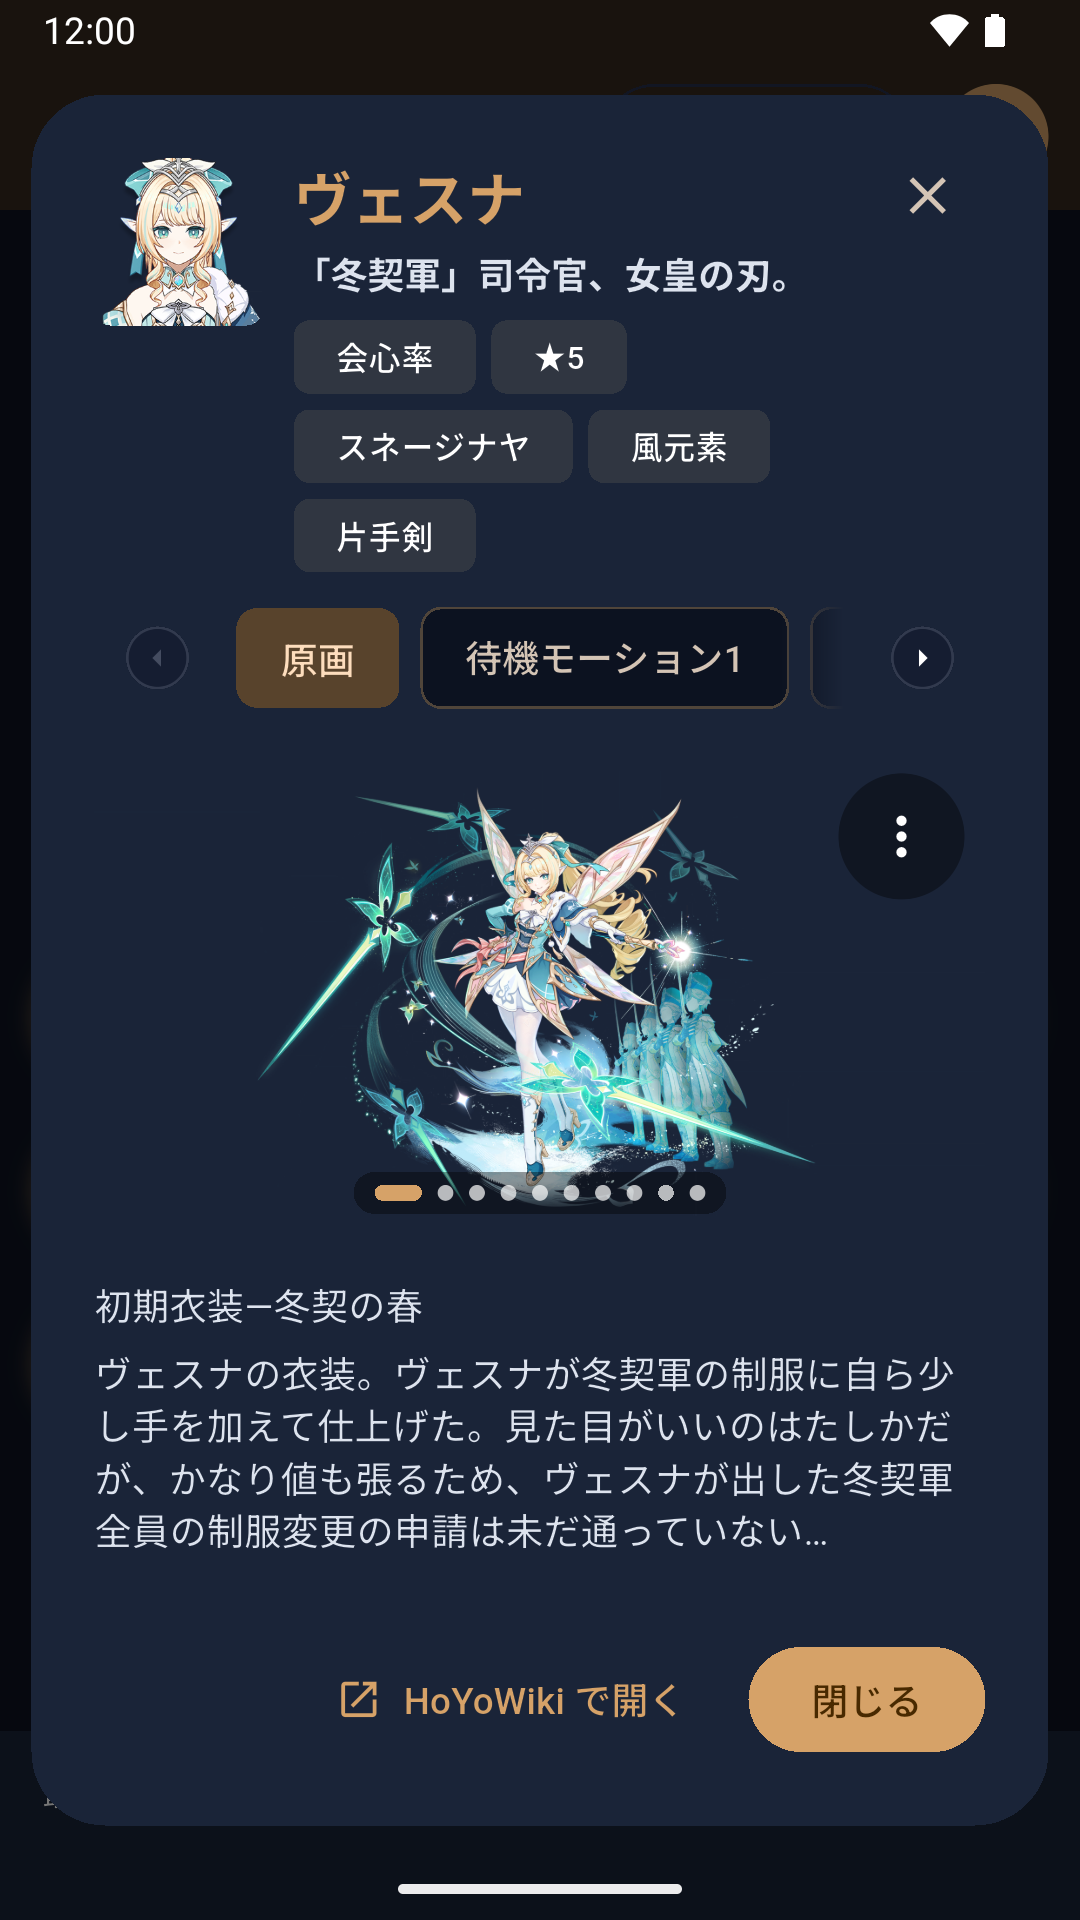 12:00
ヴェスナ
「冬契軍」司令官、女皇の刃。
会心率
★5
スネージナヤ
風元素
片手剣
原画
待機モーション1
初期衣装—冬契の春
ヴェスナの衣装。ヴェスナが冬契軍の制服に自ら少
し手を加えて仕上げた。見た目がいいのはたしかだ
が、かなり値も張るため、ヴェスナが出した冬契軍
全員の制服変更の申請は未だ通っていない…
HoYoWiki で開く
閉じる